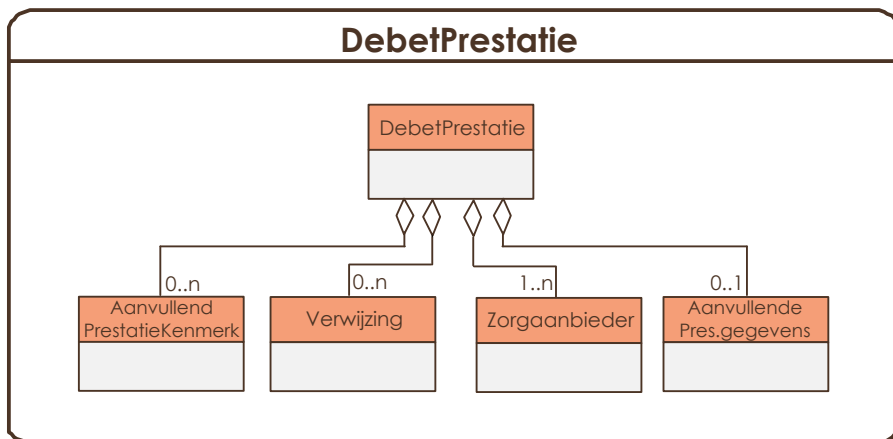 DebetPrestatie
DebetPrestatie
0..n
0..n
1..n
0..1
Aanvullend
PrestatieKenmerk
Verwijzing
Zorgaanbieder
Aanvullende
Pres.gegevens